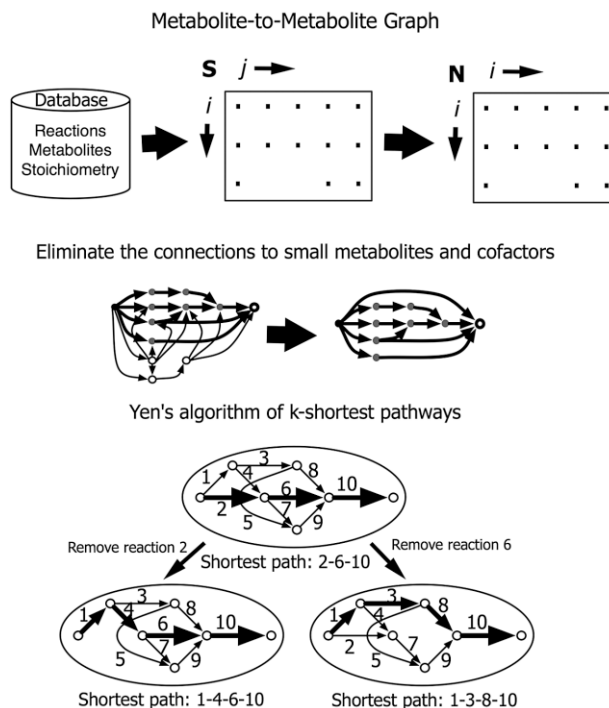 Metabolite-to-Metabolite Graph
S j
N i
Database
i
i
Reactions
Metabolites
Stoichiometry
Eliminate the connections to small metabolites and cofactors
Yen's algorithm of k-shortest pathways
3
1 4 8
2 6 10
7
5 9
Remove reaction 2
Shortest path: 2-6-10
Remove reaction 6
3
1 4 8
6 10
7
5 9
3
1 4 8
10
2 7
5 9
Shortest path: 1-4-6-10
Shortest path: 1-3-8-10